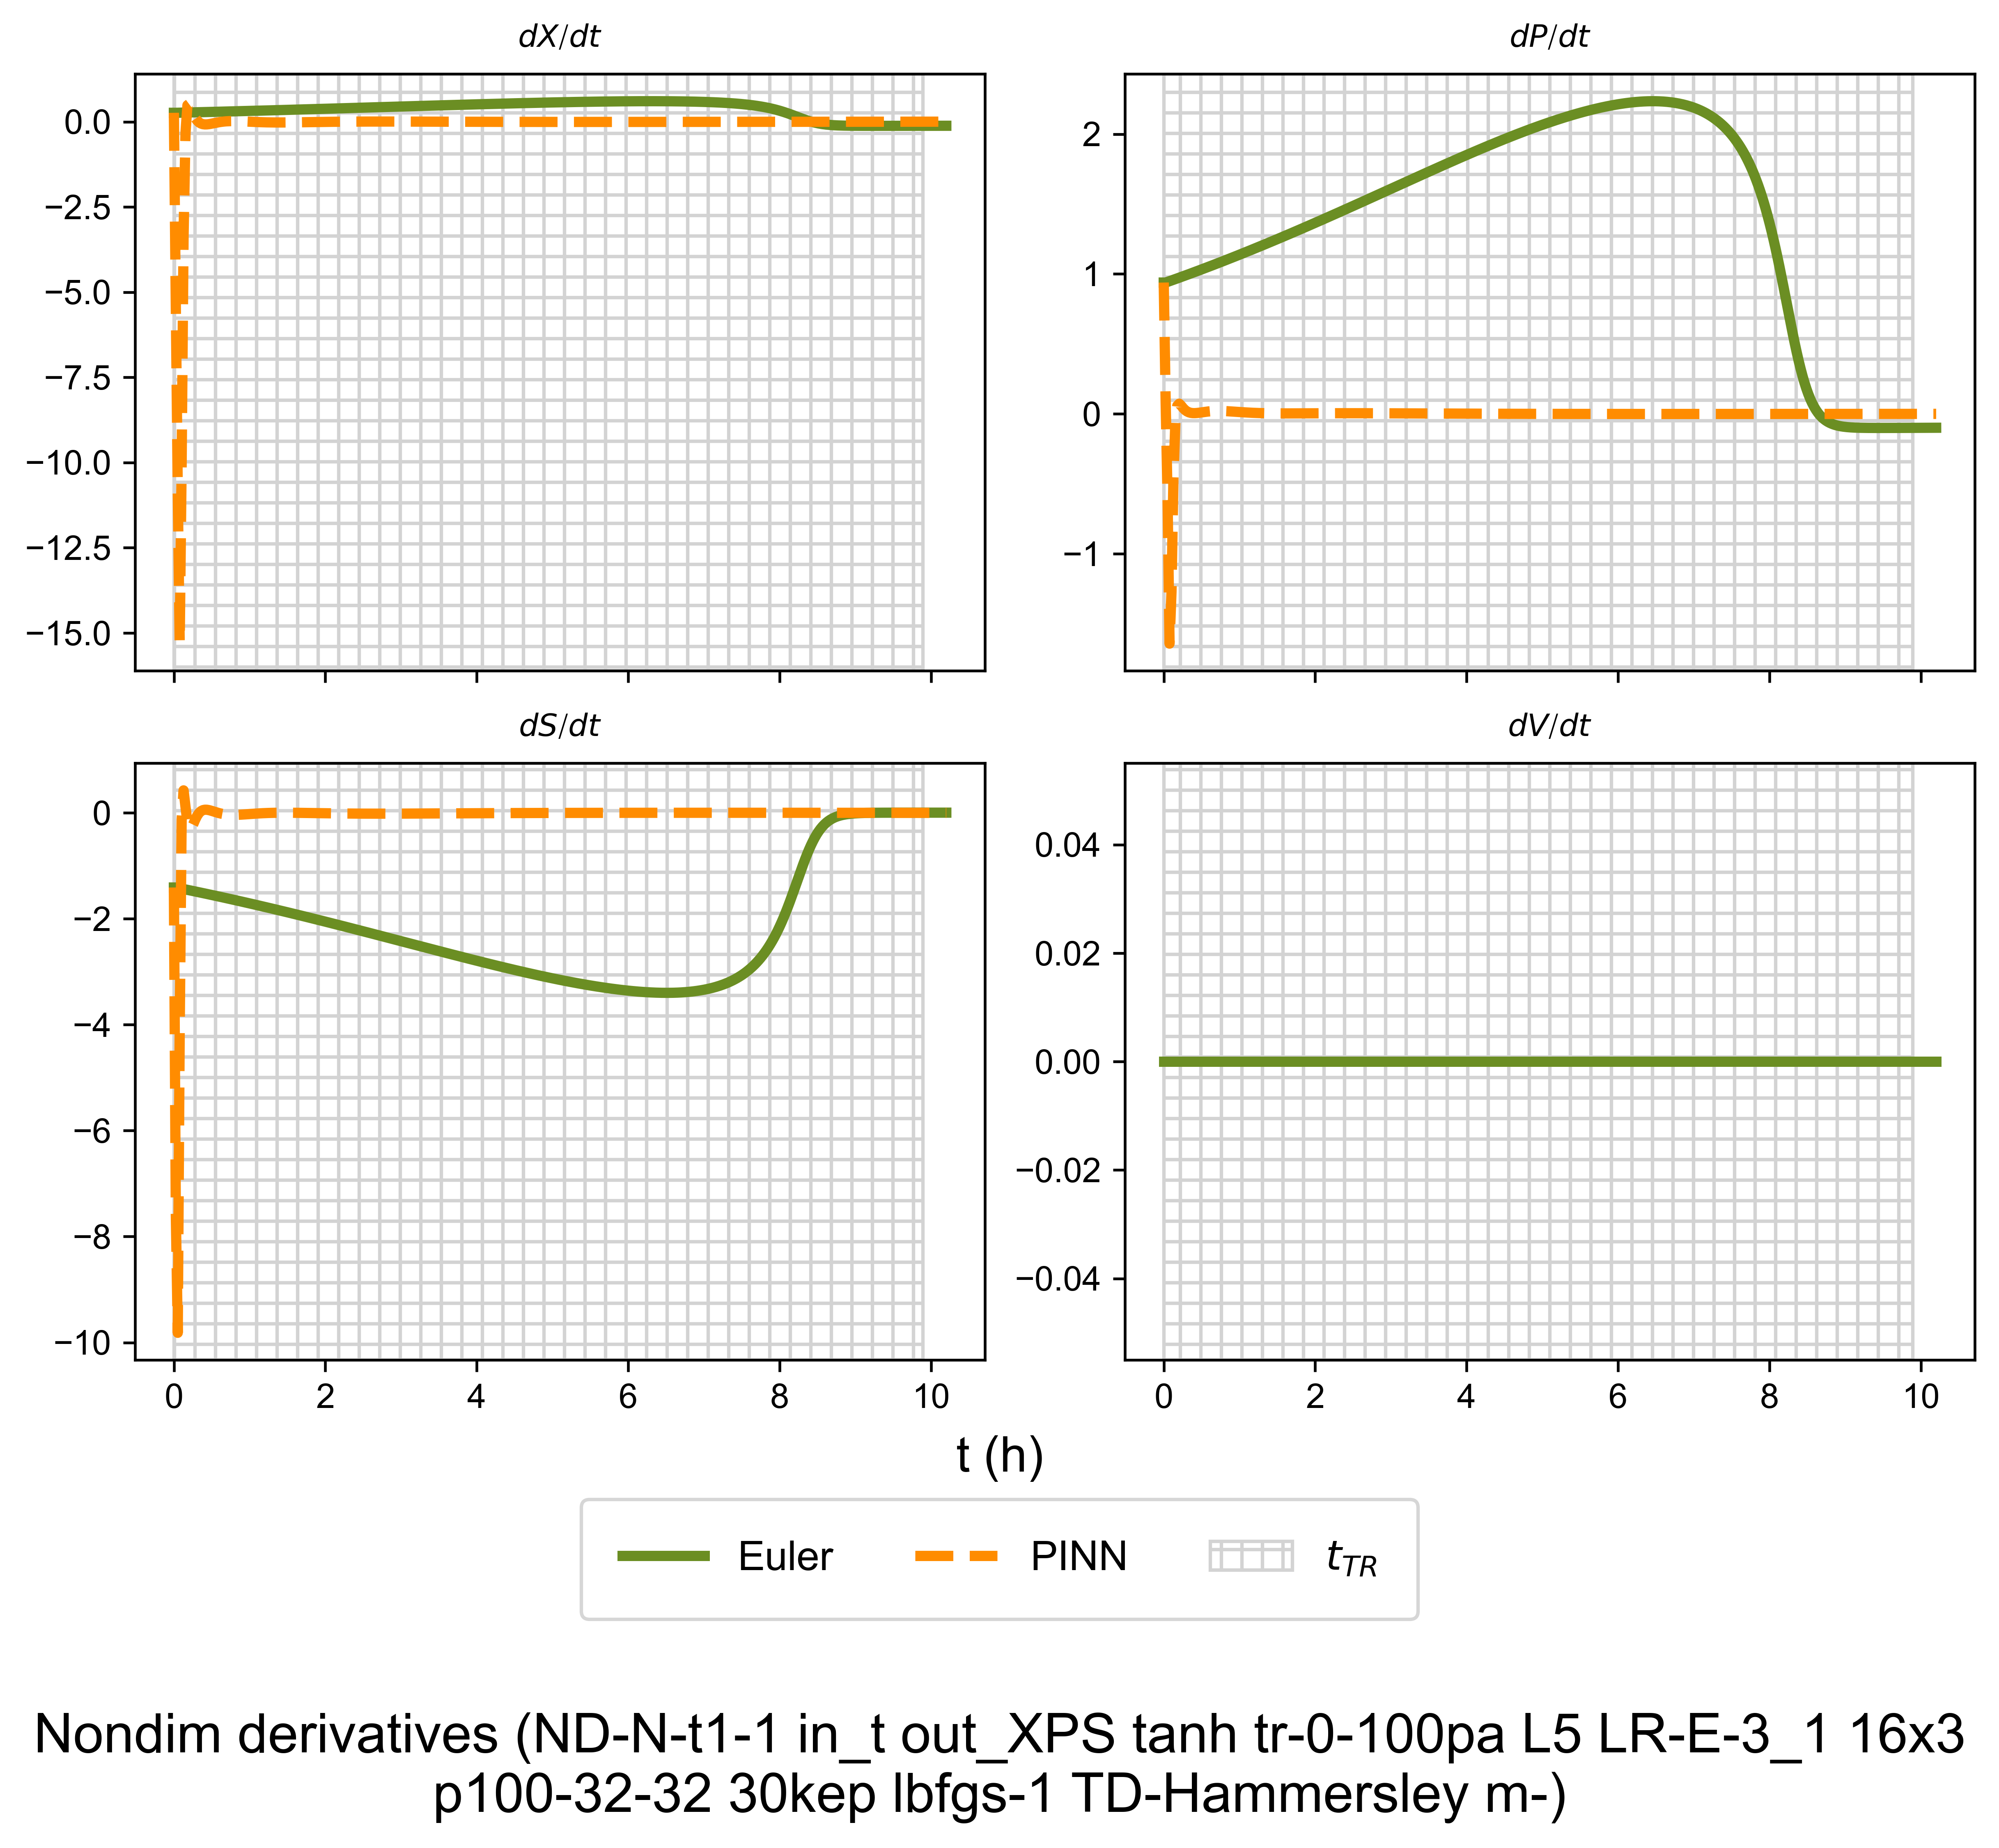 dX/dt
dP/dt
0.0
−2.5
−5.0
−7.5
−10.0
−12.5
−15.0
2
1
0
−1
dS/dt
dV/dt
0
−2
−4
−6
−8
−10
0.04
0.02
0.00
−0.02
−0.04
0 2 4 6 8 10
0 2 4 6 8 10
t (h)
Euler PINN t_TR
Nondim derivatives (ND-N-t1-1 in_t out_XPS tanh tr-0-100pa L5 LR-E-3_1 16x3
p100-32-32 30kep lbfgs-1 TD-Hammersley m-)